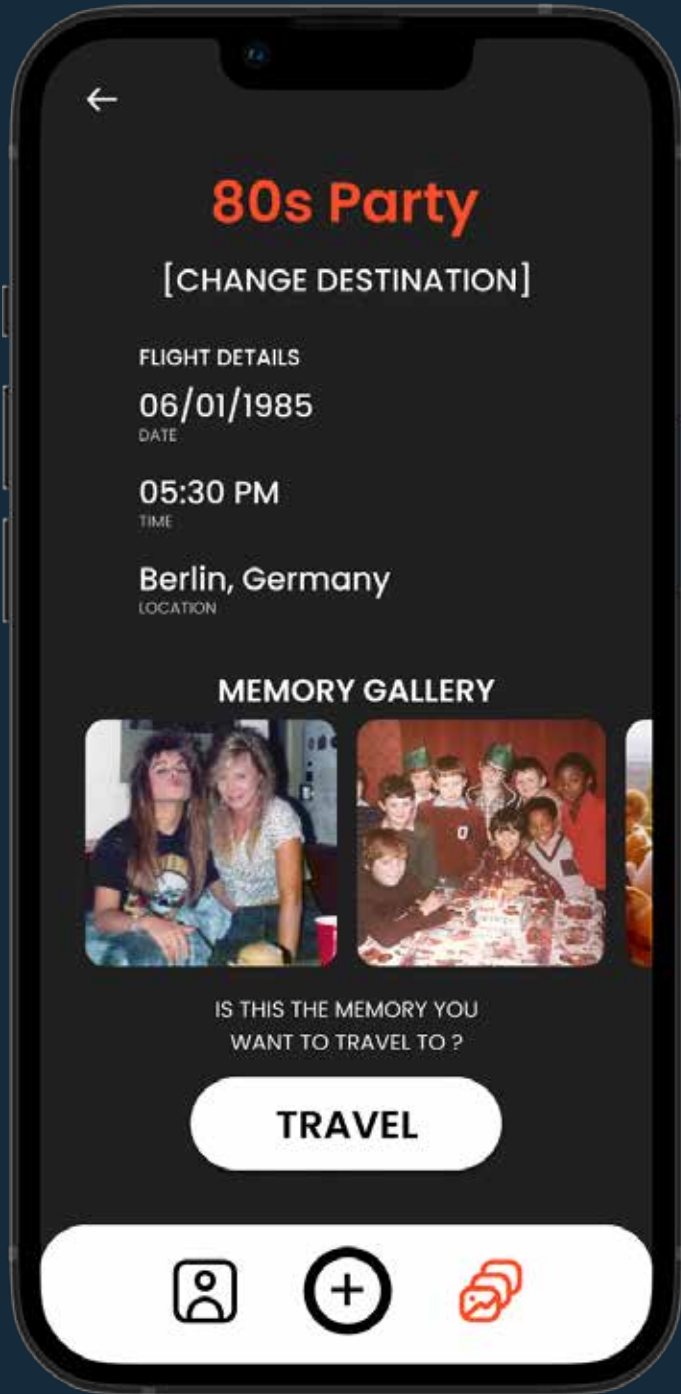 80s Party
[CHANGE DESTINATION]
FLIGHT DETAILS
06/01/1985
DATE
05:30 PM
TIME
Berlin, Germany
LOCATION
MEMORY GALLERY
IS THIS THE MEMORY YOU
WANT TO TRAVEL TO ?
TRAVEL